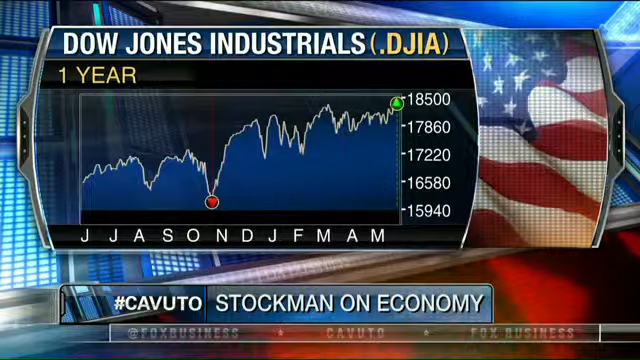 DOW JONES INDUSTRIALS (.DJIA)
1 YEAR
18500
17860
17220
16580
15940
J J A S O N D J F M A M
#CAVUTO STOCKMAN ON ECONOMY
@FOXBUSINESS * CAVUTO * FOX BUSINESS